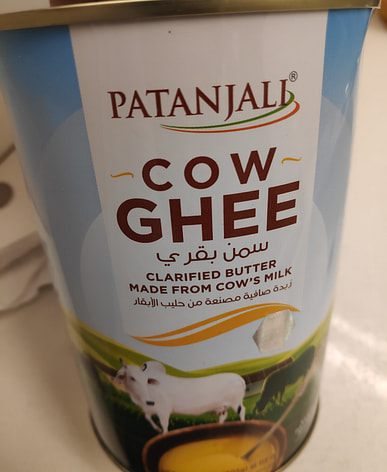 PATANJALI®
COW
GHEE
سمن بقري
CLARIFIED BUTTER
MADE FROM COW'S MILK
زبدة صافية مصنعة من حليب الأبقار